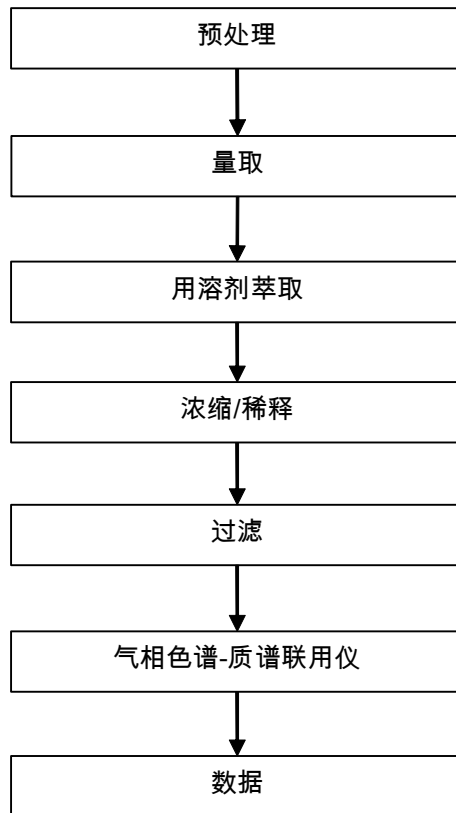 预处理
量取
用溶剂萃取
浓缩/稀释
过滤
气相色谱-质谱联用仪
数据